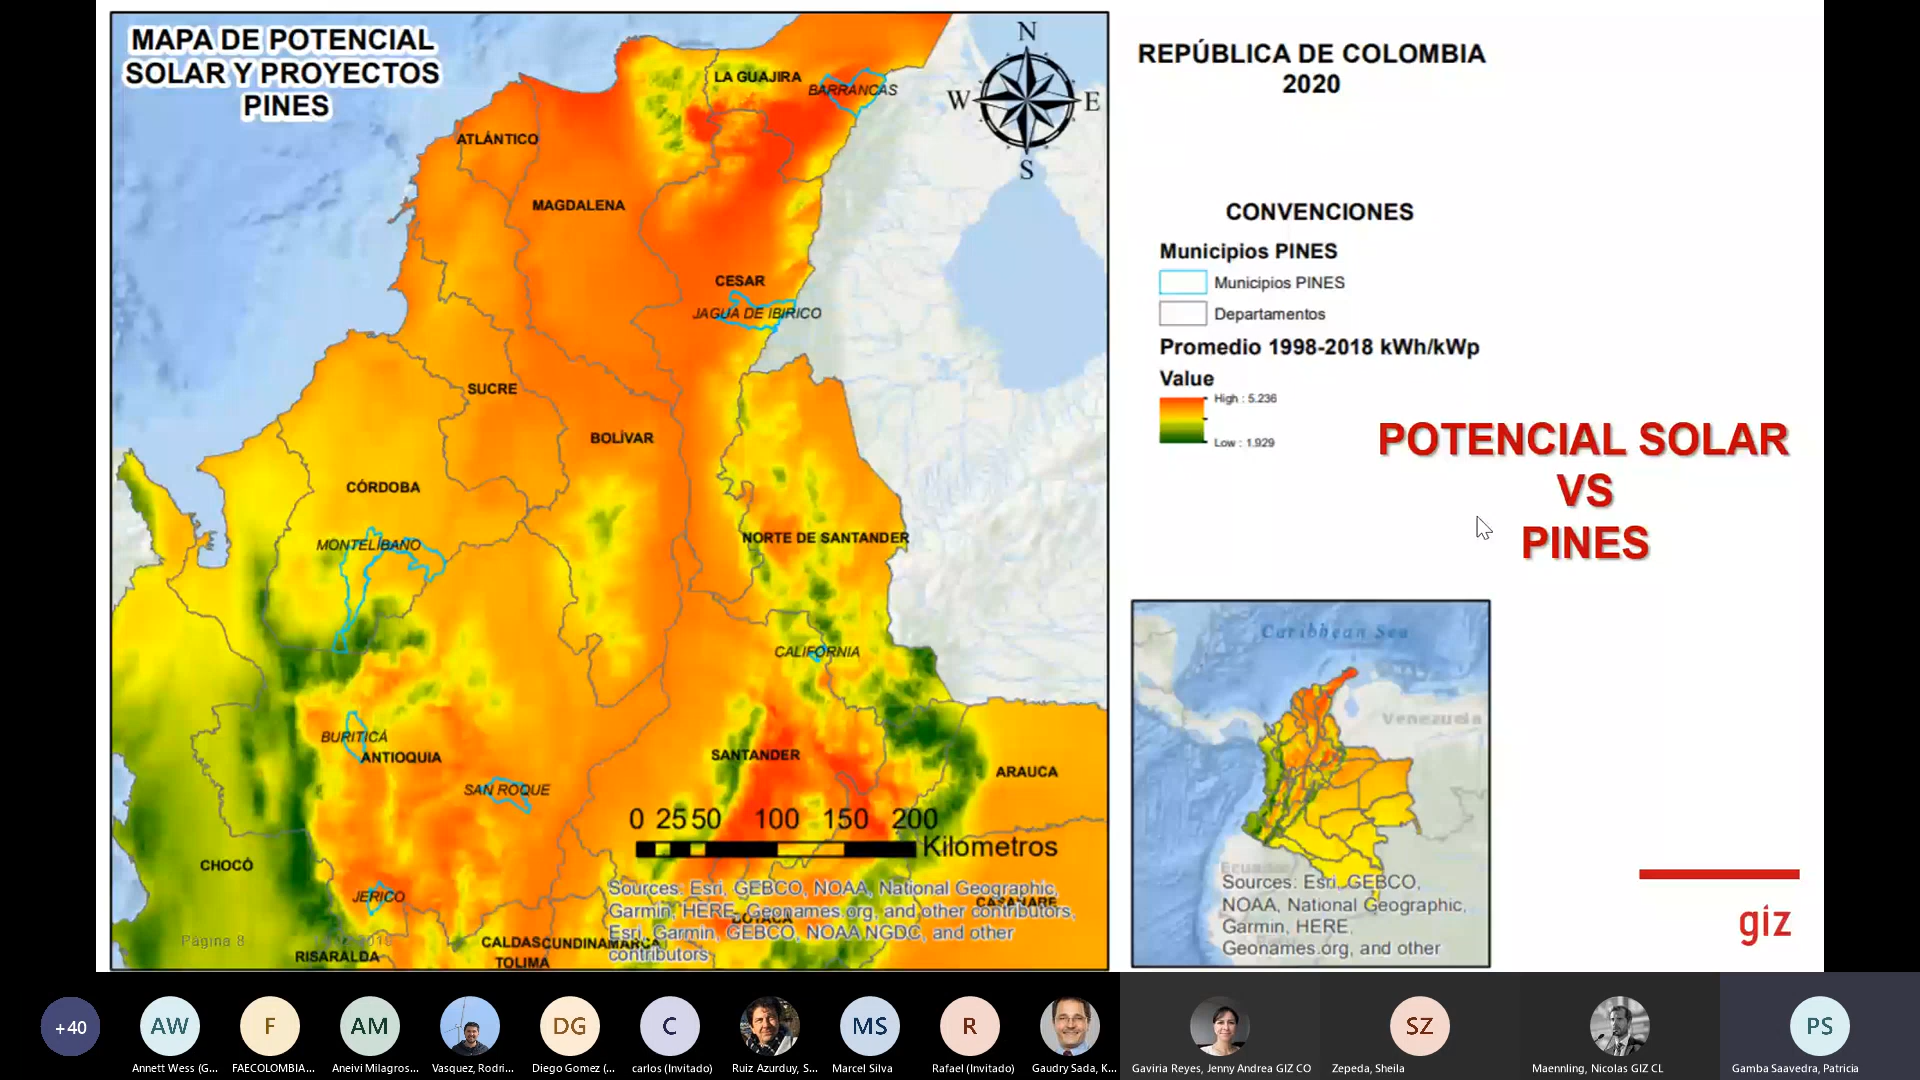 MAPA DE POTENCIAL
SOLAR Y PROYECTOS
PINES
LA GUAJIRA
BARRANCAS
ATLÁNTICO
MAGDALENA
CESAR
JAGUA DE IBIRICO
SUCRE
BOLÍVAR
CÓRDOBA
MONTELÍBANO
NORTE DE SANTANDER
CALIFORNIA
BURITICÁ
ANTIOQUIA
SANTANDER
ARAUCA
SAN ROQUE
0 25 50 100 150 200
Kilometros
CHOCÓ
JERICO
Sources: Esri, GEBCO, NOAA, National Geographic,
Garmin, HERE, Geonames.org, and other contributors,
Esri, Garmin, GEBCO, NOAA NGDC, and other
contributors
CASANARE
BOYACA
Página 8
CALDAS
CUNDINAMARCA
RISARALDA
TOLIMA
N
W E
S
REPÚBLICA DE COLOMBIA
2020
CONVENCIONES
Municipios PINES
Municipios PINES
Departamentos
Promedio 1998-2018 kWh/kWp
Value
High : 5.236
Low : 1.929
POTENCIAL SOLAR
VS
PINES
Caribbean Sea
Venezuela
Ecuador
Sources: Esri, GEBCO,
NOAA, National Geographic,
Garmin, HERE,
Geonames.org, and other
giz
+40
AW
F
AM
DG
C
MS
R
SZ
PS
Annett Wess (G...
FAECOLOMBIA...
Aneivi Milagros...
Vasquez, Rodri...
Diego Gomez (...
carlos (Invitado)
Ruiz Azurduy, S...
Marcel Silva
Rafael (Invitado)
Gaudry Sada, K...
Gaviria Reyes, Jenny Andrea GIZ CO
Zepeda, Sheila
Maennling, Nicolas GIZ CL
Gamba Saavedra, Patricia